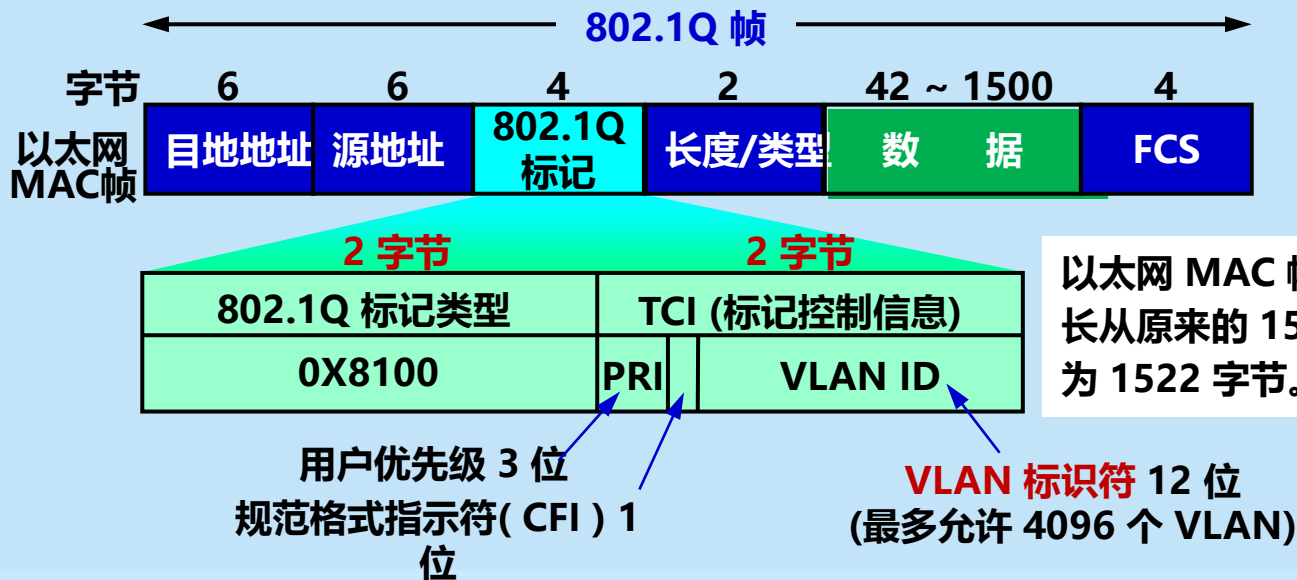 802.1Q 帧
字节 6 6 4 2 42 ~ 1500 4
以太网
MAC帧
目地地址 源地址 802.1Q
标记 长度/类型 数 据 FCS
2 字节 2 字节
802.1Q 标记类型 TCI (标记控制信息)
0X8100 PRI VLAN ID
以太网 MAC 帧
长从原来的 15
为 1522 字节。
用户优先级 3 位
规范格式指示符( CFI ) 1
位
VLAN 标识符 12 位
(最多允许 4096 个 VLAN)